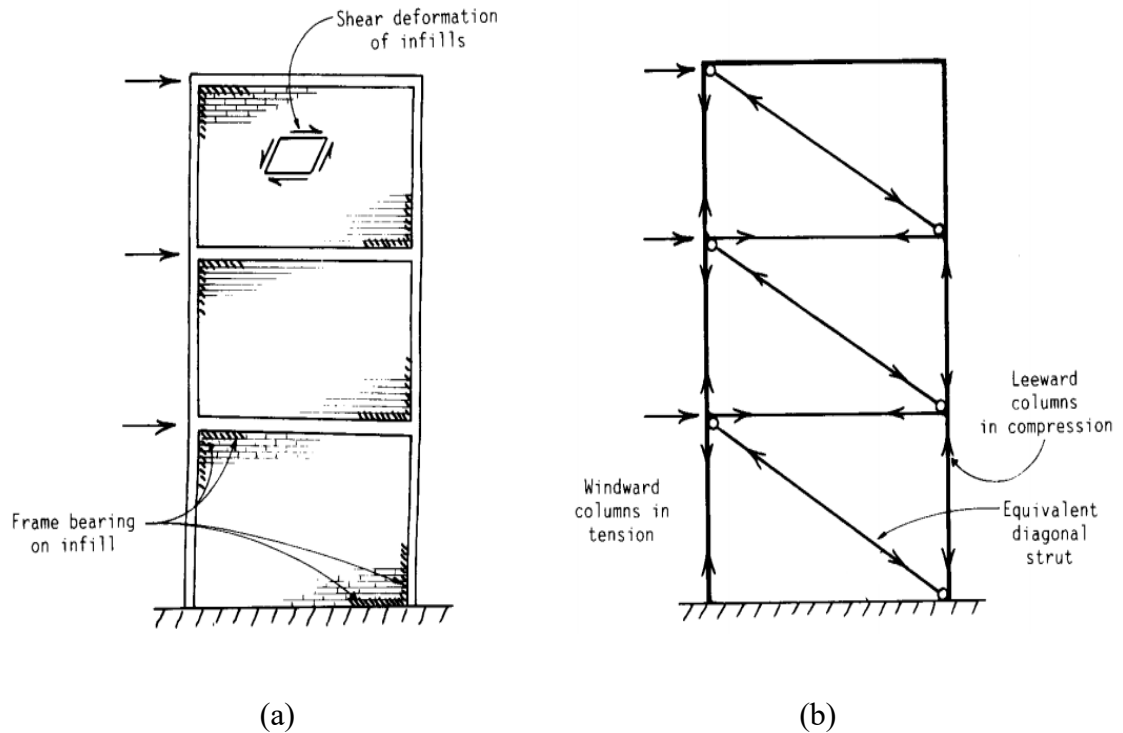 Shear deformation
of infills
Frame bearing
on infill
(a)
Windward
columns in
tension
Leeward
columns
in compression
Equivalent
diagonal
strut
(b)